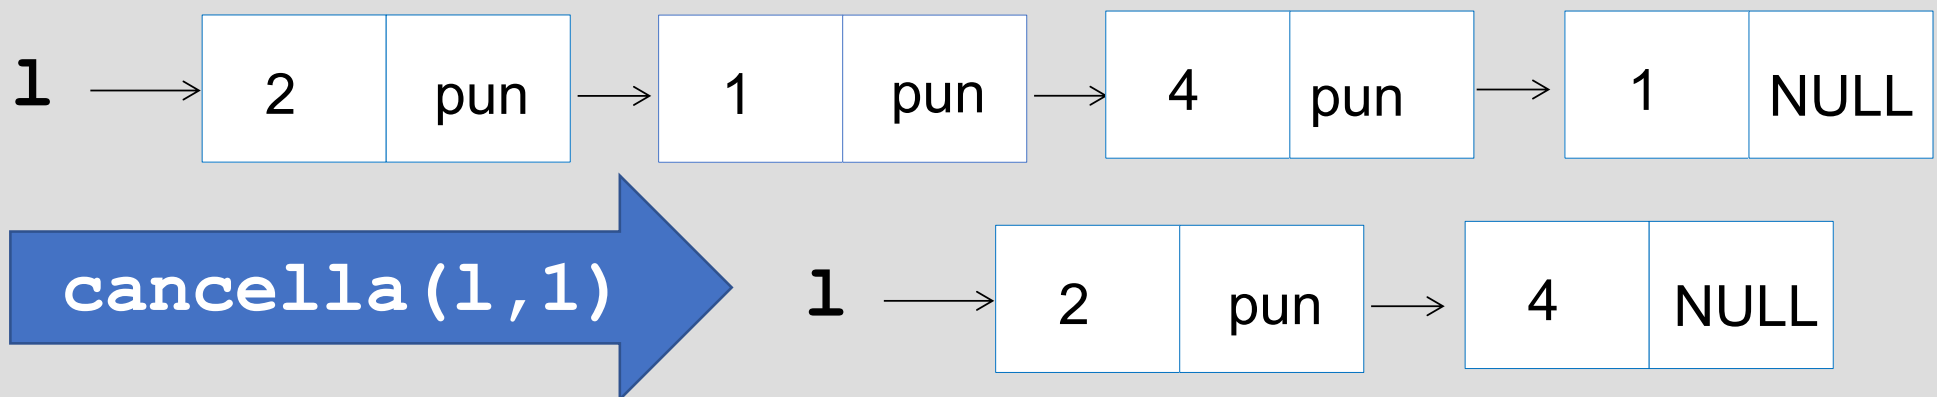 l 2 pun 1 pun 4 pun 1 NULL
cancella(l,1) l 2 pun 4 NULL